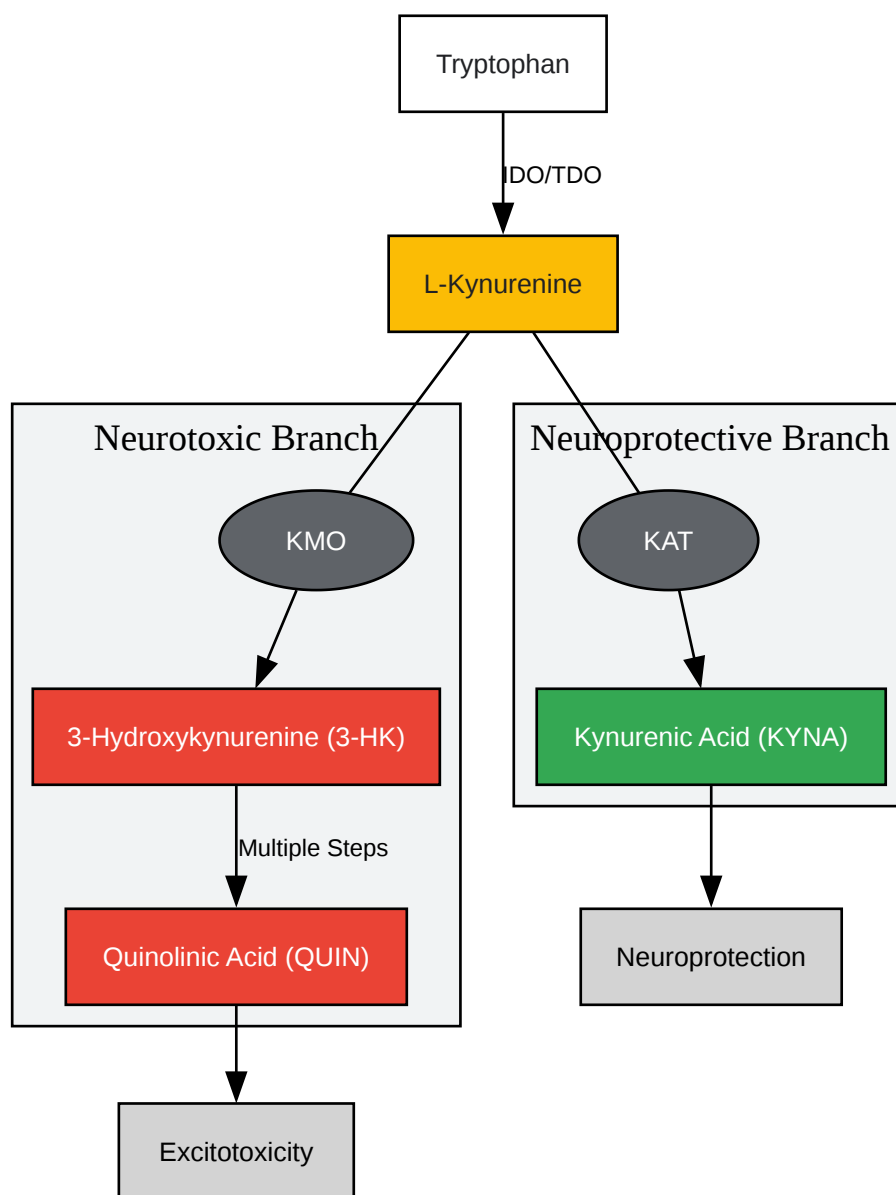 Tryptophan
IDO/TDO
L-Kynurenine
Neurotoxic Branch
Neuroprotective Branch
KMO
KAT
3-Hydroxykynurenine (3-HK)
Kynurenic Acid (KYNA)
Multiple Steps
Quinolinic Acid (QUIN)
Neuroprotection
Excitotoxicity